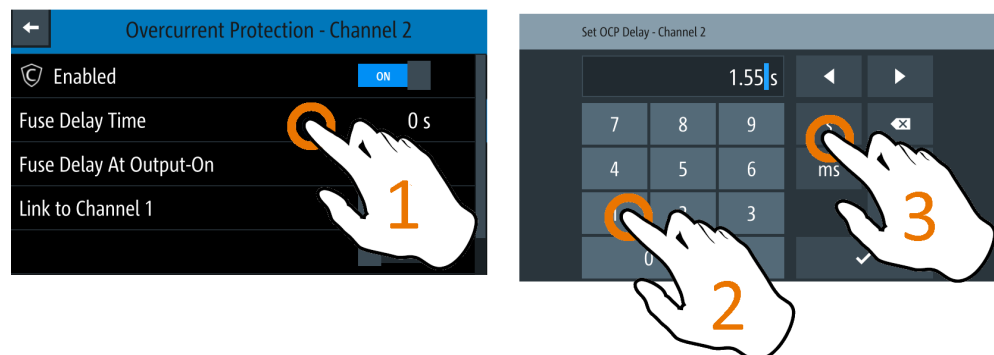 Overcurrent Protection - Channel 2
Enabled
ON
Fuse Delay Time
0 s
Fuse Delay At Output-On
Link to Channel 1
1
Set OCP Delay - Channel 2
1.55 s
7 8 9
4 5 6 ms
3
0
2
3